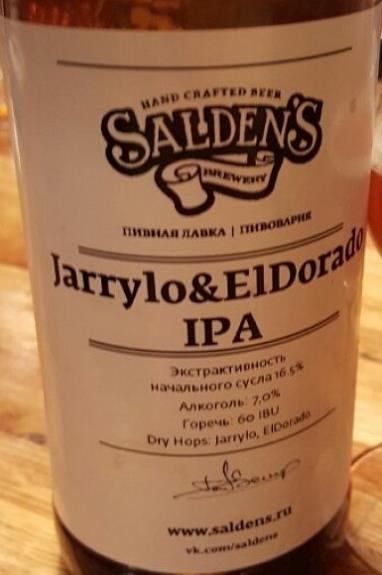 HAND CRAFTED BEER
SALDEN'S
BREWERY
ПИВНАЯ ЛАВКА | ПИВОВАРНЯ
Jarrylo&ElDorado
IPA
Экстрактивность
начального сусла 16.5%
Алкоголь: 7,0%
Горечь: 60 IBU
Dry Hops: Jarrylo, ElDorado
www.saldens.ru
vk.com/saldens